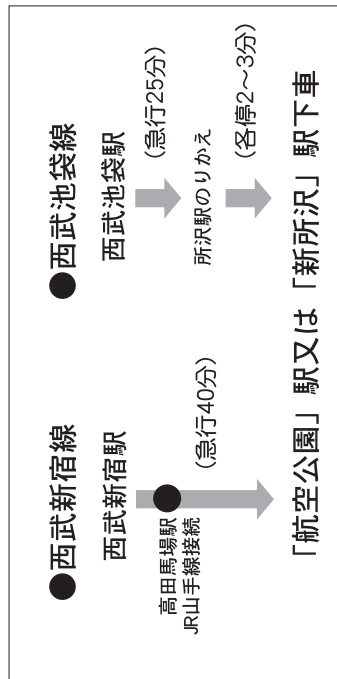 ●西武新宿線
西武新宿駅
高田馬場駅
JR山手線接続
(急行40分)
●西武池袋線
西武池袋駅
(急行25分)
所沢駅のりかえ
(各停2〜3分)
「航空公園」駅又は「新所沢」駅下車